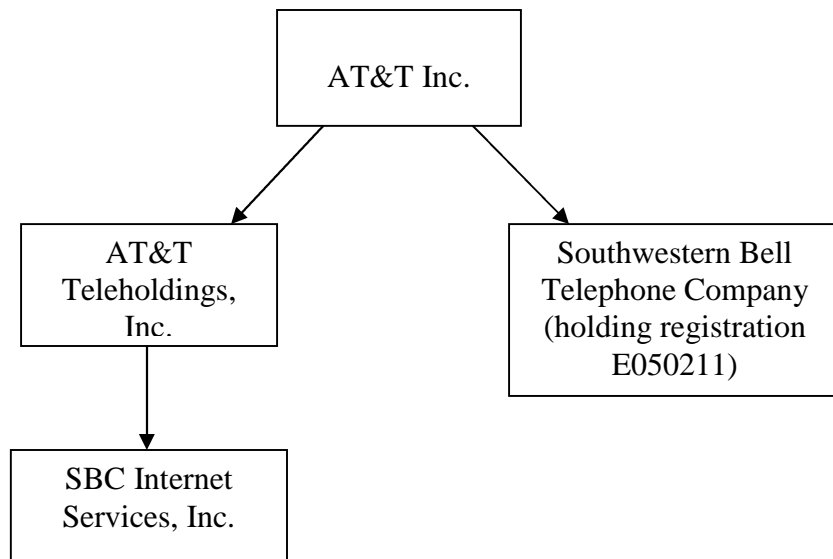 AT&T Inc.
AT&T
Teleholdings,
Inc.
Southwestern Bell
Telephone Company
(holding registration
E050211)
SBC Internet
Services, Inc.